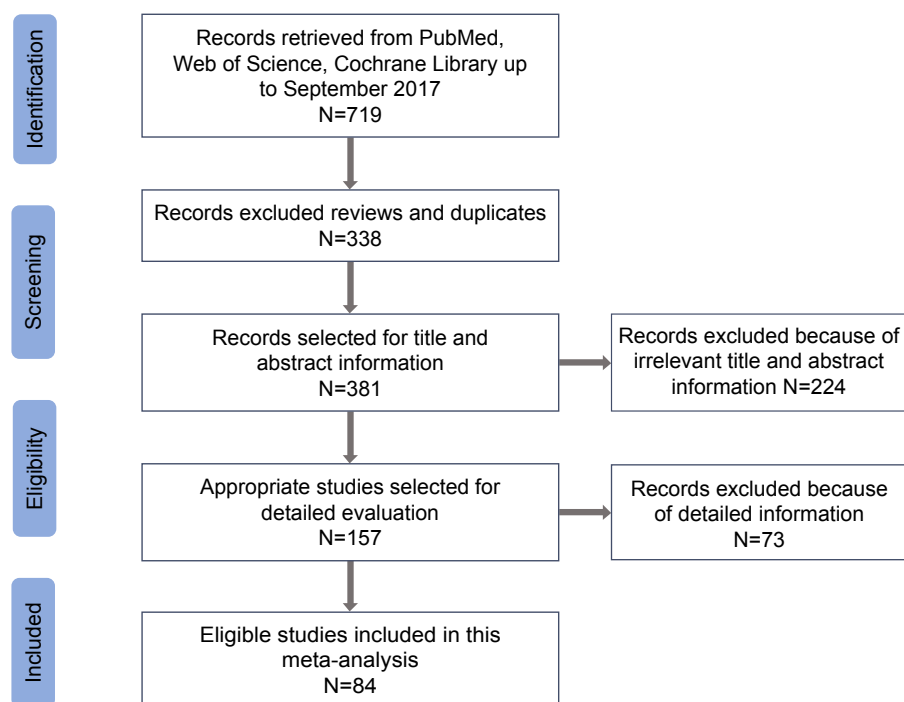 Identification
Records retrieved from PubMed,
Web of Science, Cochrane Library up
to September 2017
N=719
Screening
Records excluded reviews and duplicates
N=338
Records selected for title and
abstract information
N=381
Records excluded because of
irrelevant title and abstract
information N=224
Eligibility
Appropriate studies selected for
detailed evaluation
N=157
Records excluded because
of detailed information
N=73
Included
Eligible studies included in this
meta-analysis
N=84